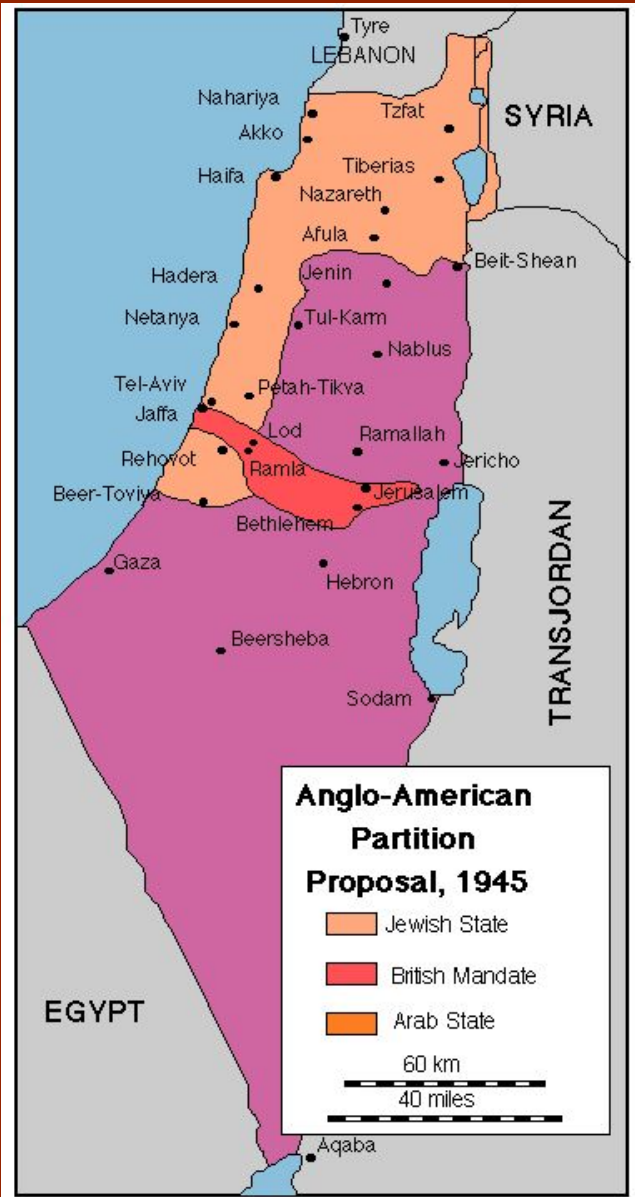 Tyre
LEBANON
Nahariya
Tzfat
SYRIA
Akko
Haifa
Tiberias
Nazareth
Afula
Beit-Shean
Hadera
Jenin
Netanya
Tul-Karm
Nablus
Tel-Aviv
Petah-Tikva
Jaffa
Lod
Ramallah
Rehovot
Ramla
Jericho
Beer-Toviya
Jerusalem
Bethlehem
Gaza
Hebron
TRANSJORDAN
Beersheba
Sodam
Anglo-American
Partition
Proposal, 1945
Jewish State
British Mandate
Arab State
60 km
40 miles
EGYPT
Aqaba